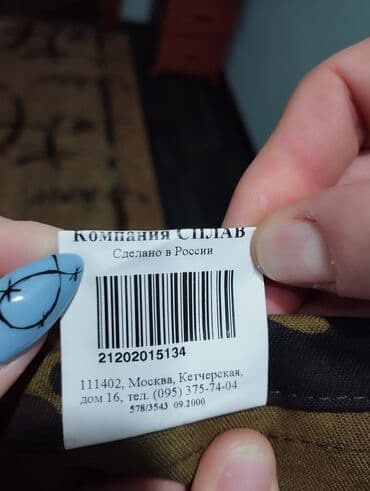 Компания СПЛАВ
Сделано в России
21202015134
111402, Москва, Кетчерская,
дом 16, тел. (095) 375-74-04
578/3543 09.2000